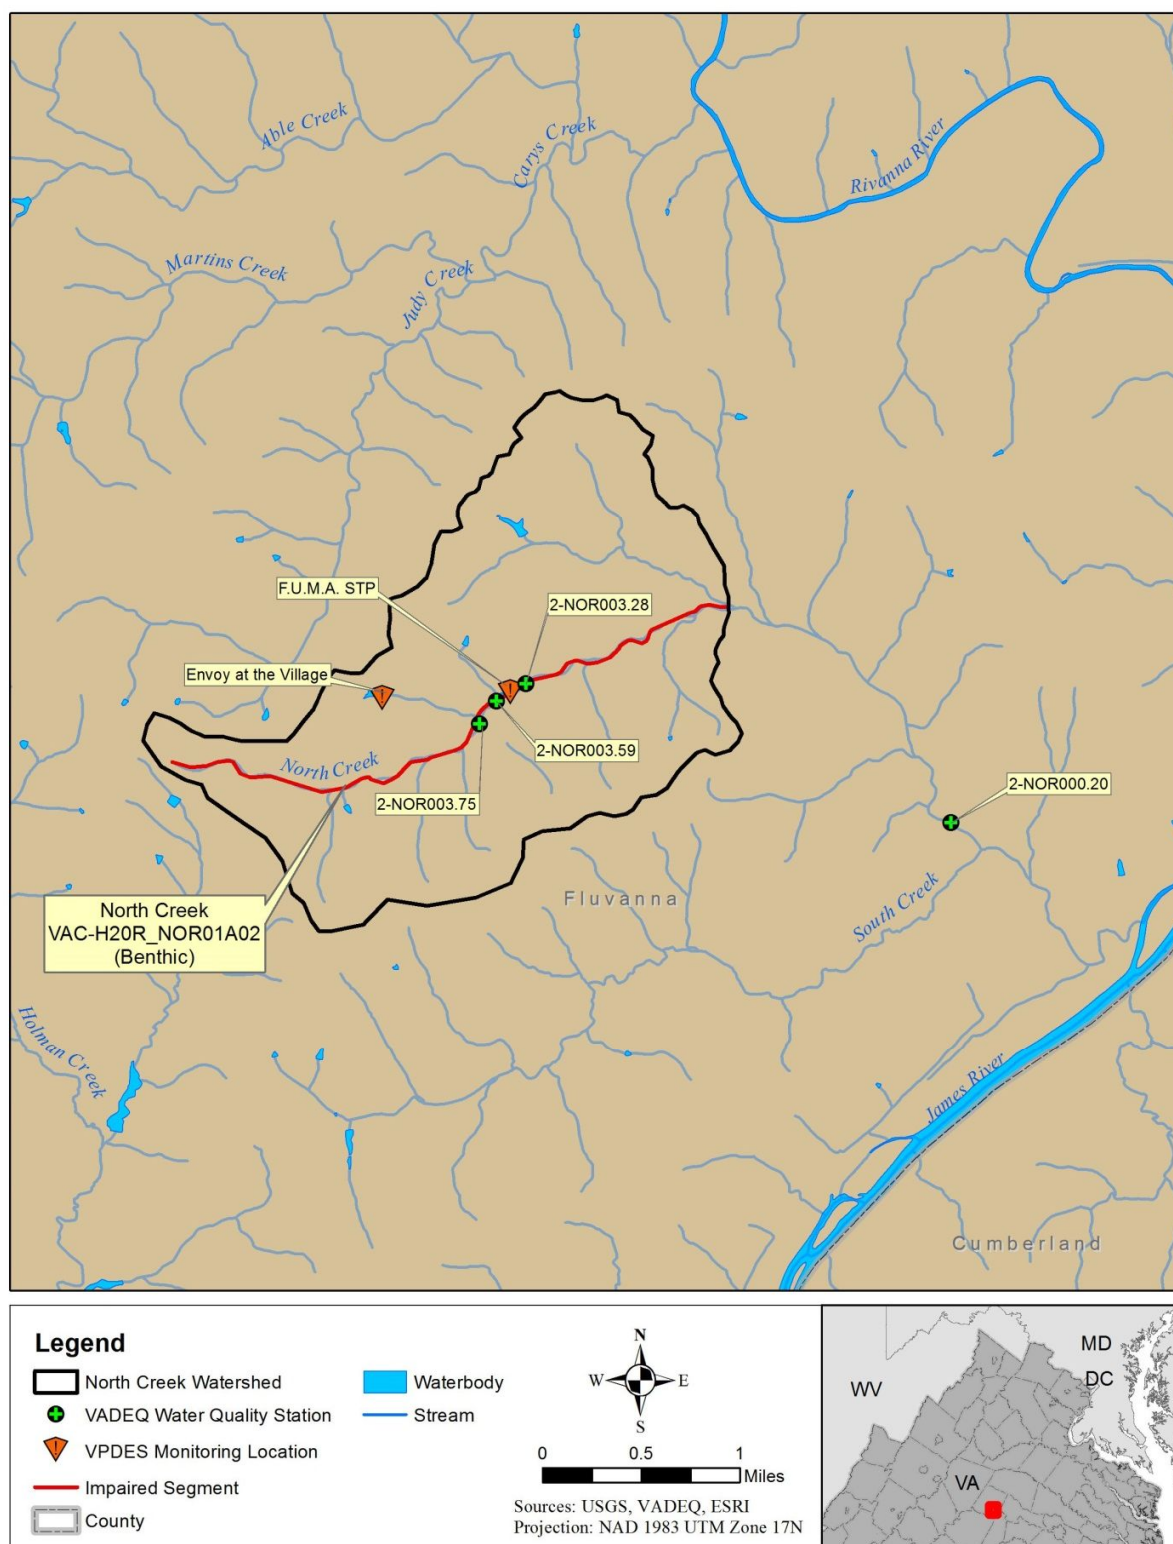 Able Creek
Carys Creek
Rivanna River
Martins Creek
Judy Creek
F.U.M.A. STP
2-NOR003.28
Envoy at the Village
North Creek
2-NOR003.59
2-NOR003.75
2-NOR000.20
Fluvanna
South Creek
North Creek
VAC-H20R_NOR01A02
(Benthic)
Holman Creek
James River
Cumberland
Legend
North Creek Watershed
VADEQ Water Quality Station
VPDES Monitoring Location
Impaired Segment
County
Waterbody
Stream
N
W E
S
0 0.5 1
Miles
Sources: USGS, VADEQ, ESRI
Projection: NAD 1983 UTM Zone 17N
MD
DC
WV
VA